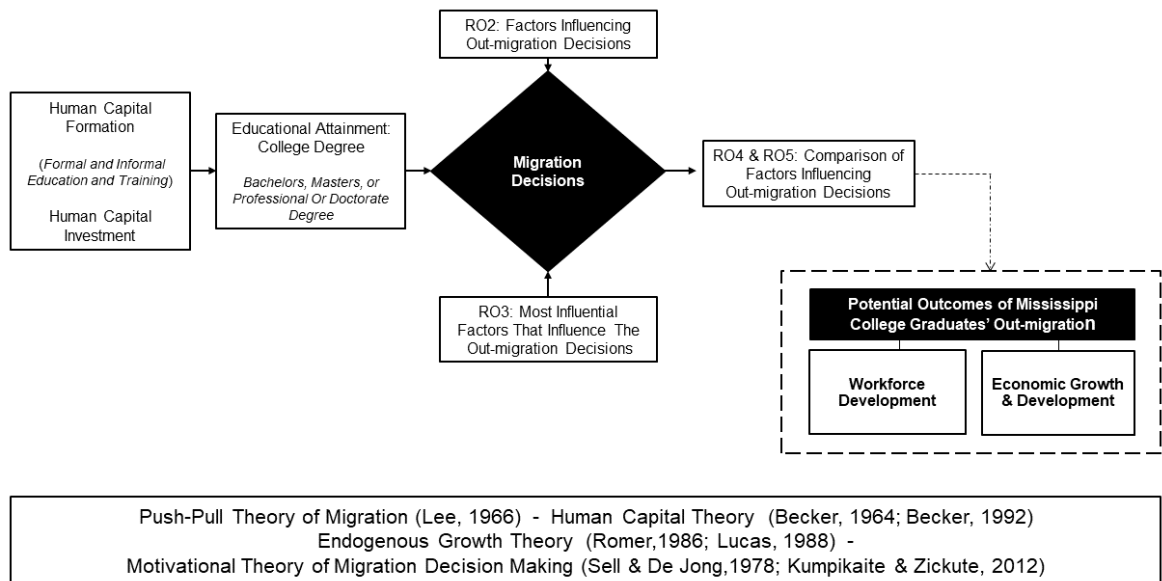 RO2: Factors Influencing
Out-migration Decisions
Human Capital
Formation
(Formal and Informal
Education and Training)
Human Capital
Investment
Educational Attainment:
College Degree
Bachelors, Masters, or
Professional Or Doctorate
Degree
Migration
Decisions
RO4 & RO5: Comparison of
Factors Influencing
Out-migration Decisions
RO3: Most Influential
Factors That Influence The
Out-migration Decisions
Potential Outcomes of Mississippi
College Graduates' Out-migration
Workforce
Development
Economic Growth
& Development
Push-Pull Theory of Migration (Lee, 1966) - Human Capital Theory (Becker, 1964; Becker, 1992)
Endogenous Growth Theory (Romer,1986; Lucas, 1988) -
Motivational Theory of Migration Decision Making (Sell & De Jong,1978; Kumpikaite & Zickute, 2012)